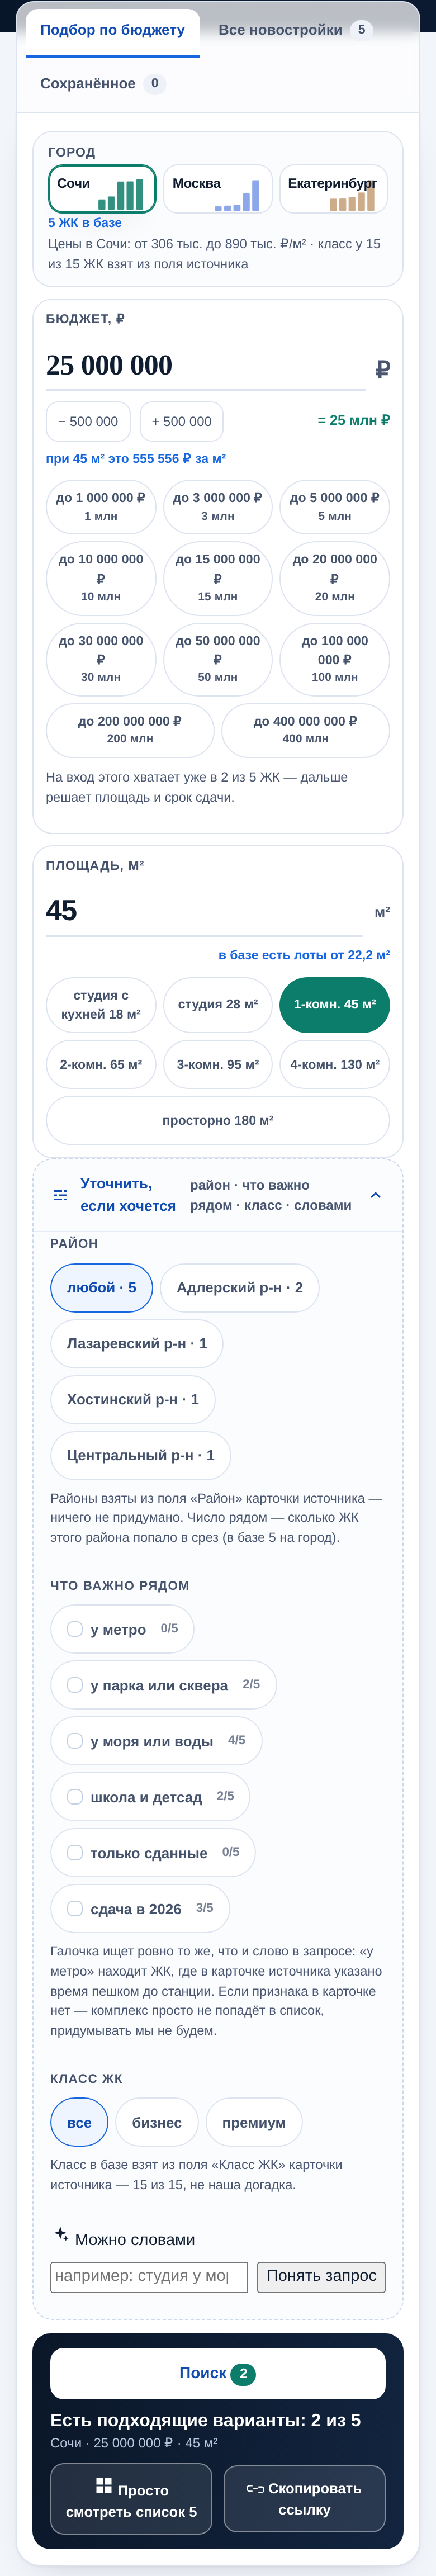 Подбор по бюджету
Все новостройки 5
Сохранённое 0
ГОРОД
Сочи
Москва
Екатеринбург
5 ЖК в базе
Цены в Сочи: от 306 тыс. до 890 тыс. ₽/м² · класс у 15
из 15 ЖК взят из поля источника
БЮДЖЕТ, ₽
25 000 000 ₽
− 500 000
+ 500 000
= 25 млн ₽
при 45 м² это 555 556 ₽ за м²
до 1 000 000 ₽
1 млн
до 3 000 000 ₽
3 млн
до 5 000 000 ₽
5 млн
до 10 000 000
₽
10 млн
до 15 000 000
₽
15 млн
до 20 000 000
₽
20 млн
до 30 000 000
₽
30 млн
до 50 000 000
₽
50 млн
до 100 000
000 ₽
100 млн
до 200 000 000 ₽
200 млн
до 400 000 000 ₽
400 млн
На вход этого хватает уже в 2 из 5 ЖК — дальше
решает площадь и срок сдачи.
ПЛОЩАДЬ, М²
45 м²
в базе есть лоты от 22,2 м²
студия с
кухней 18 м²
студия 28 м²
1-комн. 45 м²
2-комн. 65 м²
3-комн. 95 м²
4-комн. 130 м²
просторно 180 м²
Уточнить,
если хочется
район · что важно
рядом · класс · словами
РАЙОН
любой · 5
Адлерский р-н · 2
Лазаревский р-н · 1
Хостинский р-н · 1
Центральный р-н · 1
Районы взяты из поля «Район» карточки источника —
ничего не придумано. Число рядом — сколько ЖК
этого района попало в срез (в базе 5 на город).
ЧТО ВАЖНО РЯДОМ
у метро 0/5
у парка или сквера 2/5
у моря или воды 4/5
школа и детсад 2/5
только сданные 0/5
сдача в 2026 3/5
Галочка ищет ровно то же, что и слово в запросе: «у
метро» находит ЖК, где в карточке источника указано
время пешком до станции. Если признака в карточке
нет — комплекс просто не попадёт в список,
придумывать мы не будем.
КЛАСС ЖК
все
бизнес
премиум
Класс в базе взят из поля «Класс ЖК» карточки
источника — 15 из 15, не наша догадка.
Можно словами
например: студия у
Понять запрос
Поиск 2
Есть подходящие варианты: 2 из 5
Сочи · 25 000 000 ₽ · 45 м²
Просто
смотреть список 5
Скопировать
ссылку